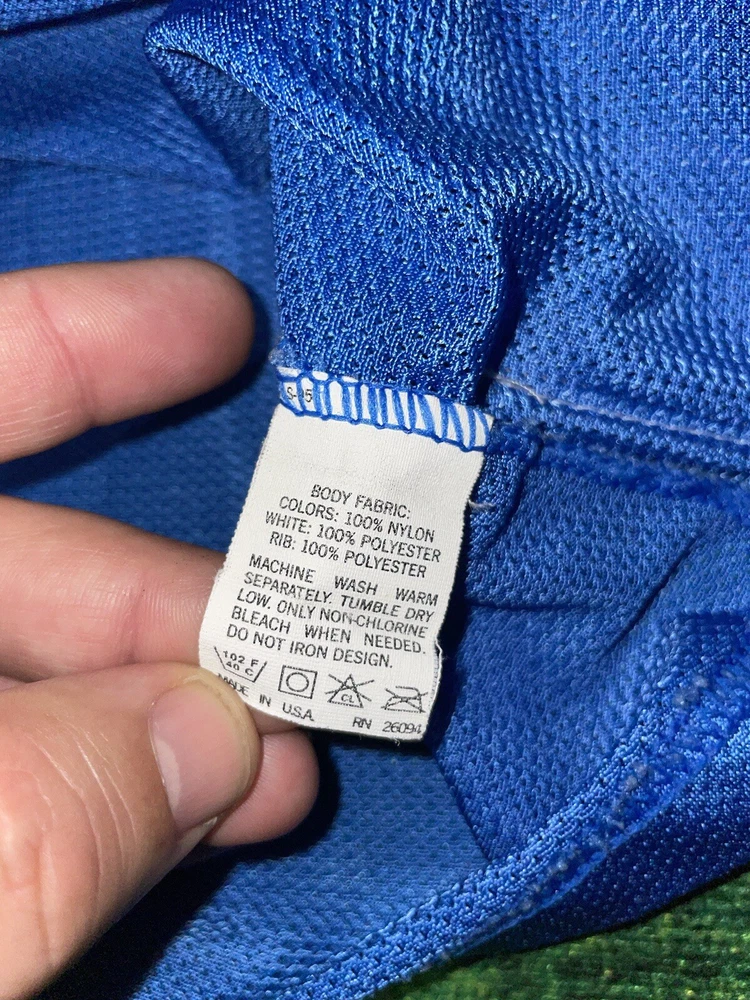 BODY FABRIC:
COLORS: 100% NYLON
WHITE: 100% POLYESTER
RIB: 100% POLYESTER
MACHINE WASH WARM
SEPARATELY. TUMBLE DRY
LOW. ONLY NON-CHLORINE
BLEACH WHEN NEEDED.
DO NOT IRON DESIGN.
102 F
40 C
CL
MADE IN U.S.A.
RN 26094